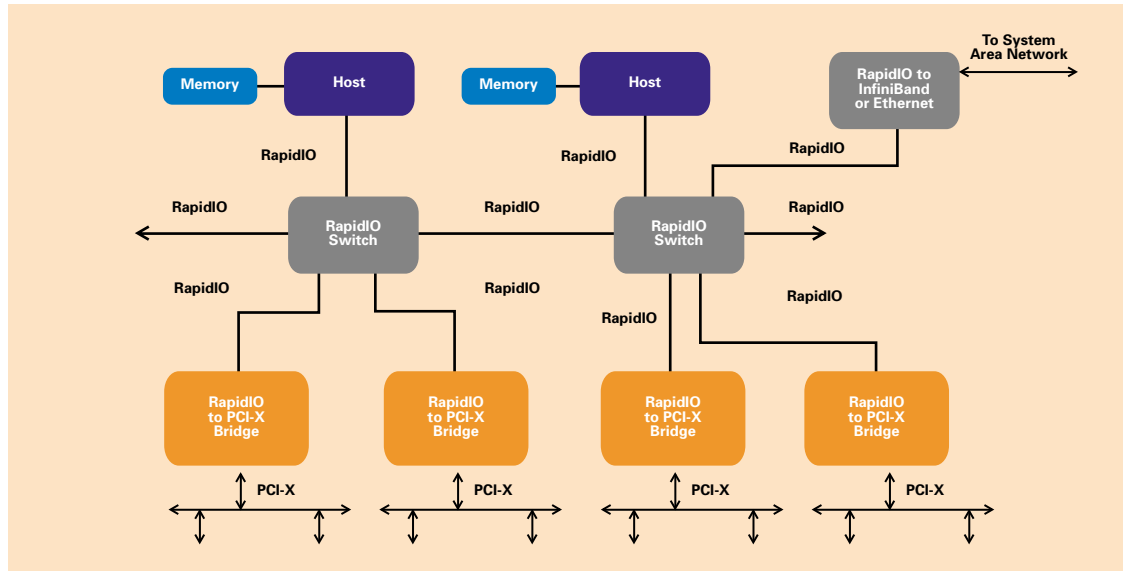 To System
Area Network
Memory
Host
Memory
Host
RapidIO to
InfiniBand
or Ethernet
RapidIO
RapidIO
RapidIO
RapidIO
RapidIO
Switch
RapidIO
RapidIO
Switch
RapidIO
RapidIO
RapidIO
RapidIO
RapidIO
RapidIO
to PCI-X
Bridge
RapidIO
to PCI-X
Bridge
RapidIO
to PCI-X
Bridge
RapidIO
to PCI-X
Bridge
PCI-X
PCI-X
PCI-X
PCI-X